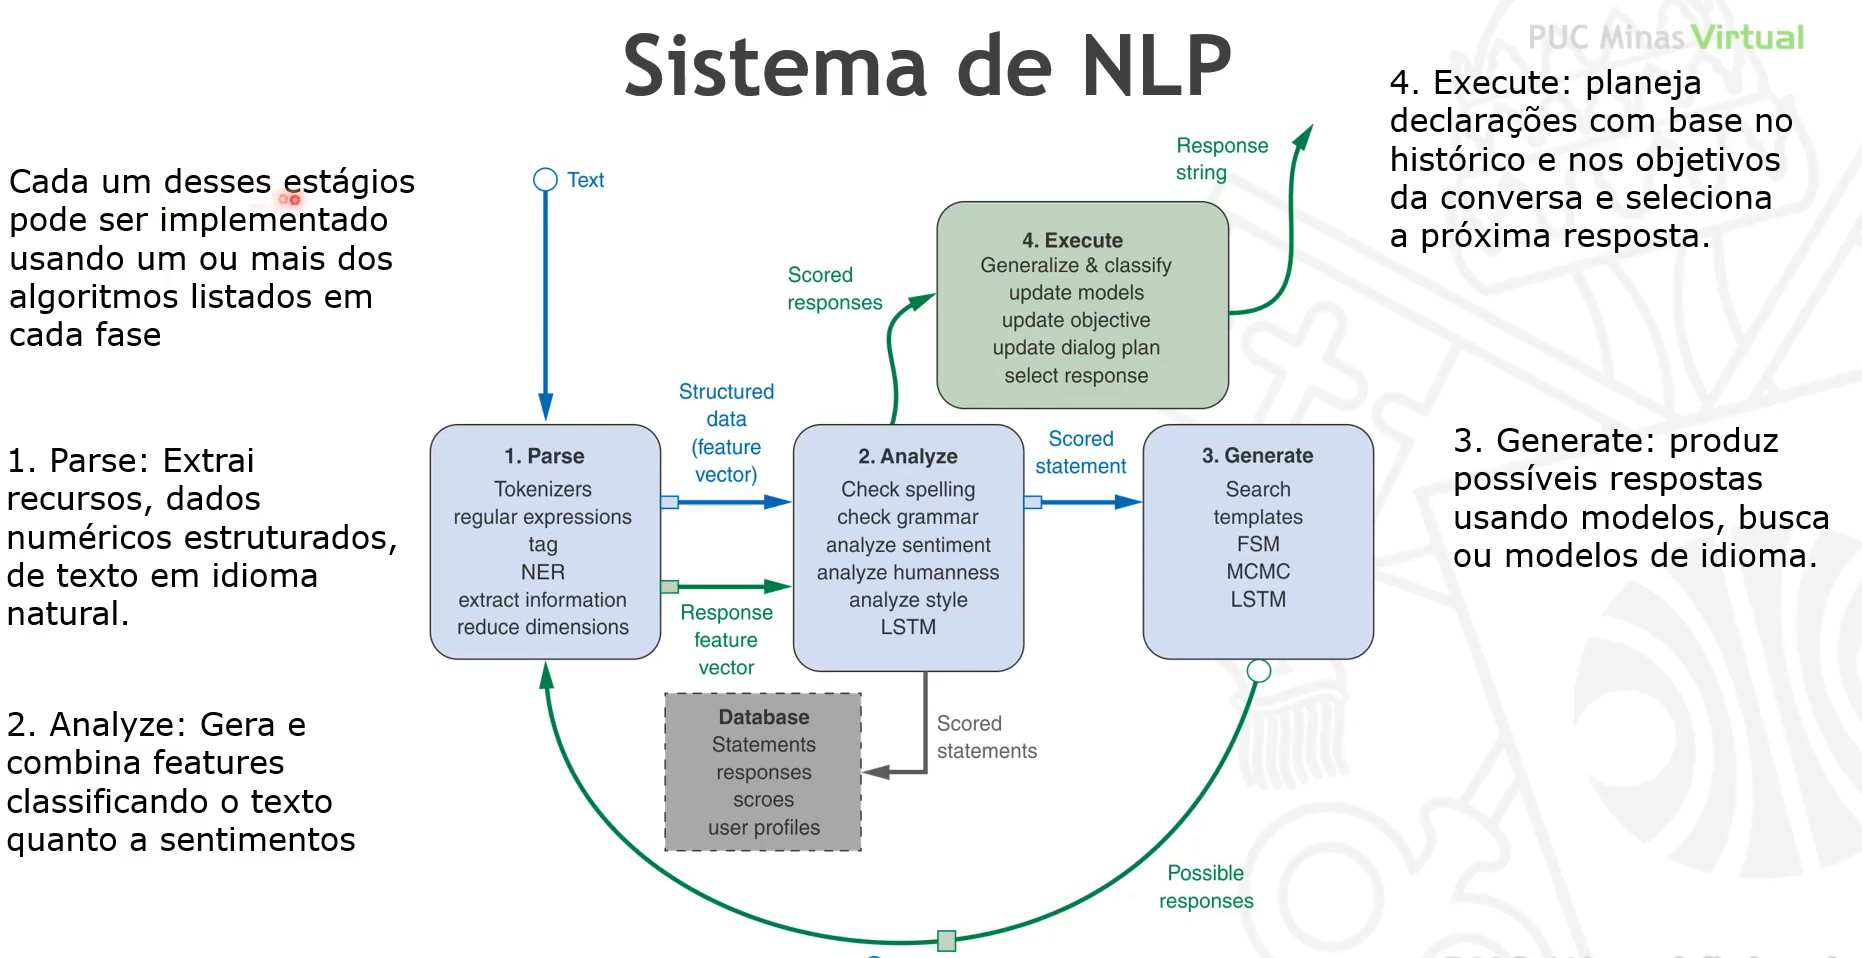 Sistema de NLP
PUC Minas Virtual
Cada um desses estágios
pode ser implementado
usando um ou mais dos
algoritmos listados em
cada fase
1. Parse: Extrai
recursos, dados
numéricos estruturados,
de texto em idioma
natural.
2. Analyze: Gera e
combina features
classificando o texto
quanto a sentimentos
Text
1. Parse
Tokenizers
regular expressions
tag
NER
extract information
reduce dimensions
Structured
data
(feature
vector)
Response
feature
vector
2. Analyze
Check spelling
check grammar
analyze sentiment
analyze humanness
analyze style
LSTM
Database
Statements
responses
scroes
user profiles
Scored
statements
Scored
responses
4. Execute
Generalize & classify
update models
update objective
update dialog plan
select response
Response
string
Scored
statement
3. Generate
Search
templates
FSM
MCMC
LSTM
Possible
responses
4. Execute: planeja
declarações com base no
histórico e nos objetivos
da conversa e seleciona
a próxima resposta.
3. Generate: produz
possíveis respostas
usando modelos, busca
ou modelos de idioma.